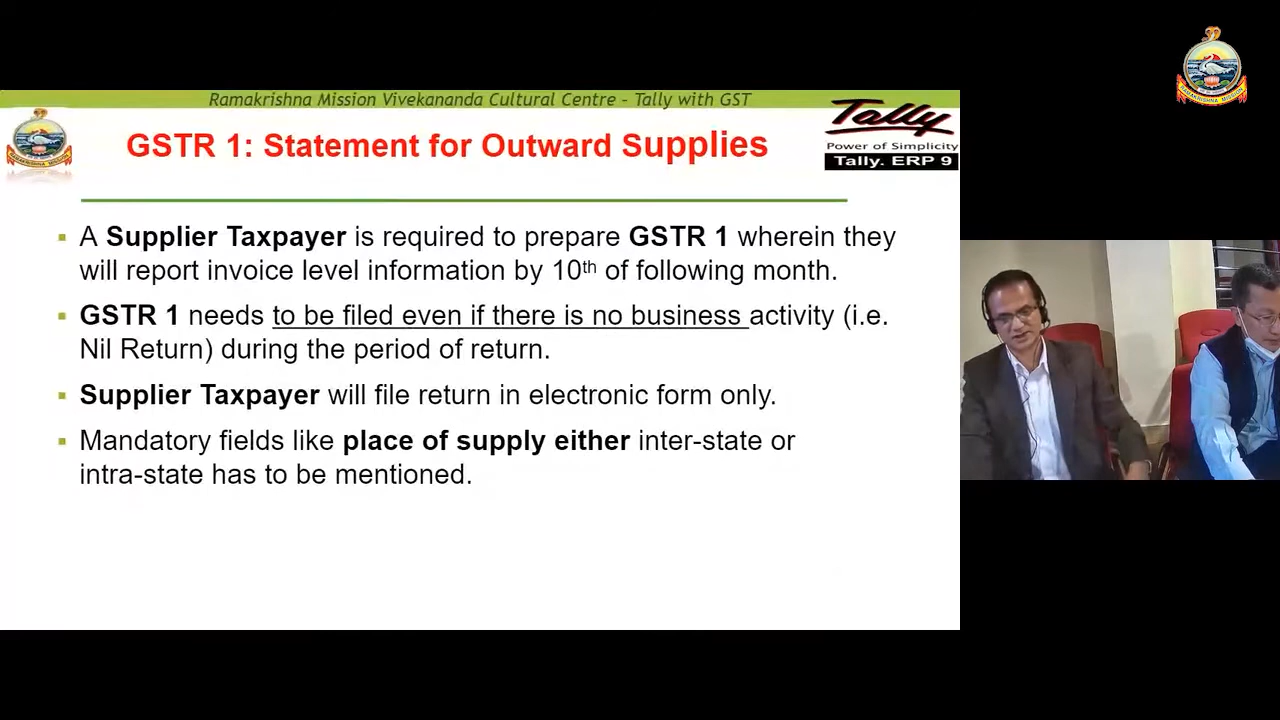 Ramakrishna Mission Vivekananda Cultural Centre - Tally with GST
GSTR 1: Statement for Outward Supplies
Tally
Power of Simplicity
Tally. ERP 9
▪ A Supplier Taxpayer is required to prepare GSTR 1 wherein they
will report invoice level information by 10th of following month.
▪ GSTR 1 needs to be filed even if there is no business activity (i.e.
Nil Return) during the period of return.
▪ Supplier Taxpayer will file return in electronic form only.
▪ Mandatory fields like place of supply either inter-state or
intra-state has to be mentioned.
RAMAKRISHNA MISSION